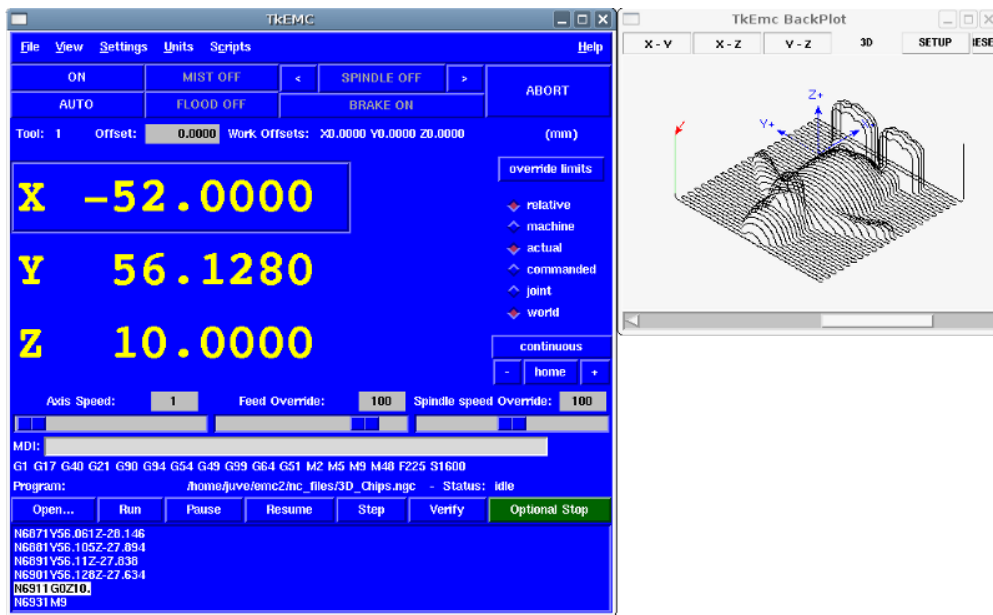 TkEMC
File View Settings Units Scripts Help
ON MIST OFF < SPINDLE OFF > ABORT
AUTO FLOOD OFF BRAKE ON
Tool: 1 Offset: 0.0000 Work Offsets: X0.0000 Y0.0000 Z0.0000 (mm)
override limits
X -52.0000
relative
machine
Y 56.1280
actual
commanded
joint
world
Z 10.0000
continuous
- home +
Axis Speed: 1 Feed Override: 100 Spindle speed Override: 100
MDI:
G1 G17 G40 G21 G90 G94 G54 G49 G99 G64 G51 M2 M5 M9 M48 F225 S1600
Program: /home/juve/emc2/nc_files/3D_Chips.ngc - Status: idle
Open... Run Pause Resume Step Verify Optional Stop
N6871Y56.061Z-28.146
N6881Y56.105Z-27.894
N6891Y56.11Z-27.838
N6901Y56.128Z-27.634
N6911G0Z10.
N6931M9
TkEmc BackPlot
X - Y X - Z Y - Z 3D SETUP
Z+
Y+